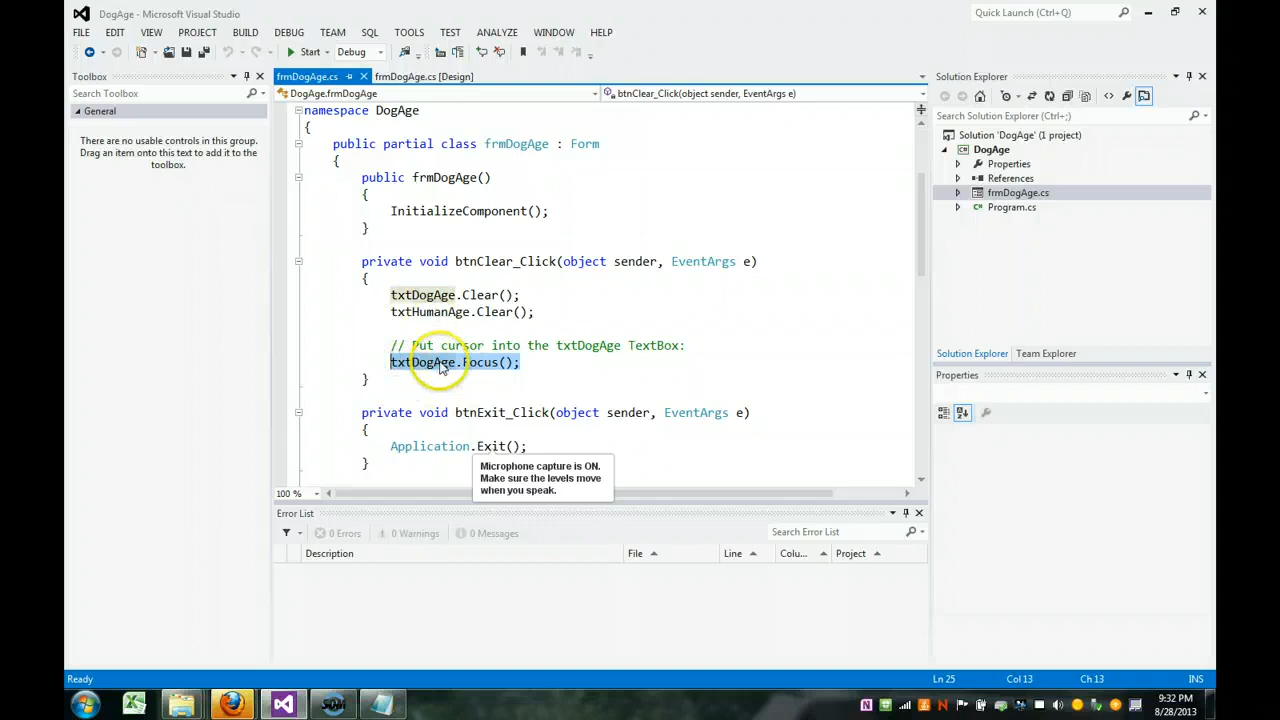 DogAge - Microsoft Visual Studio
Quick Launch (Ctrl+Q)
FILE EDIT VIEW PROJECT BUILD DEBUG TEAM SQL TOOLS TEST ANALYZE WINDOW HELP
Start Debug
Toolbox
Search Toolbox
General
There are no usable controls in this group.
Drag an item onto this text to add it to the
toolbox.
frmDogAge.cs frmDogAge.cs [Design]
DogAge.frmDogAge btnClear_Click(object sender, EventArgs e)
namespace DogAge
{
public partial class frmDogAge : Form
{
public frmDogAge()
{
InitializeComponent();
}
private void btnClear_Click(object sender, EventArgs e)
{
txtDogAge.Clear();
txtHumanAge.Clear();
// Put cursor into the txtDogAge TextBox:
txtDogAge.Focus();
}
private void btnExit_Click(object sender, EventArgs e)
{
Application.Exit();
}
Microphone capture is ON.
Make sure the levels move
when you speak.
100 %
Error List
0 Errors 0 Warnings 0 Messages
Search Error List
Description File Line Colu... Project
Solution Explorer
Search Solution Explorer (Ctrl+;)
Solution 'DogAge' (1 project)
DogAge
Properties
References
frmDogAge.cs
Program.cs
Solution Explorer Team Explorer
Properties
Ready Ln 25 Col 13 Ch 13 INS
9:32 PM
8/28/2013